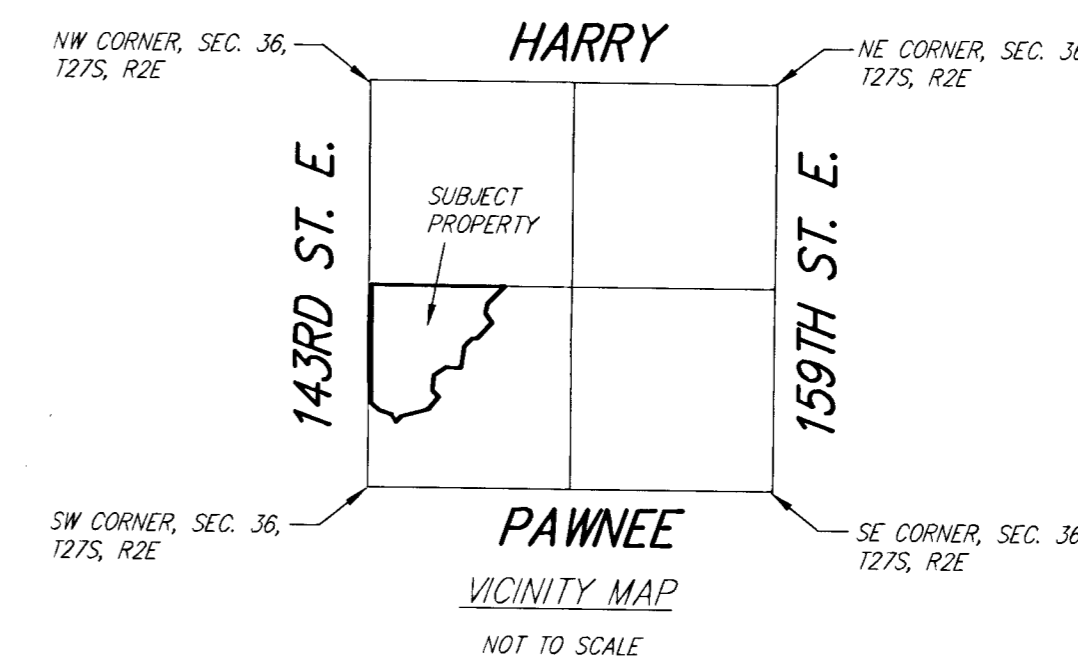 HARRY
NW CORNER, SEC. 36,
T27S, R2E
NE CORNER, SEC. 36
T27S, R2E
143RD ST. E.
SUBJECT
PROPERTY
159TH ST. E.
SW CORNER, SEC. 36,
T27S, R2E
PAWNEE
SE CORNER, SEC. 36
T27S, R2E
VICINITY MAP
NOT TO SCALE